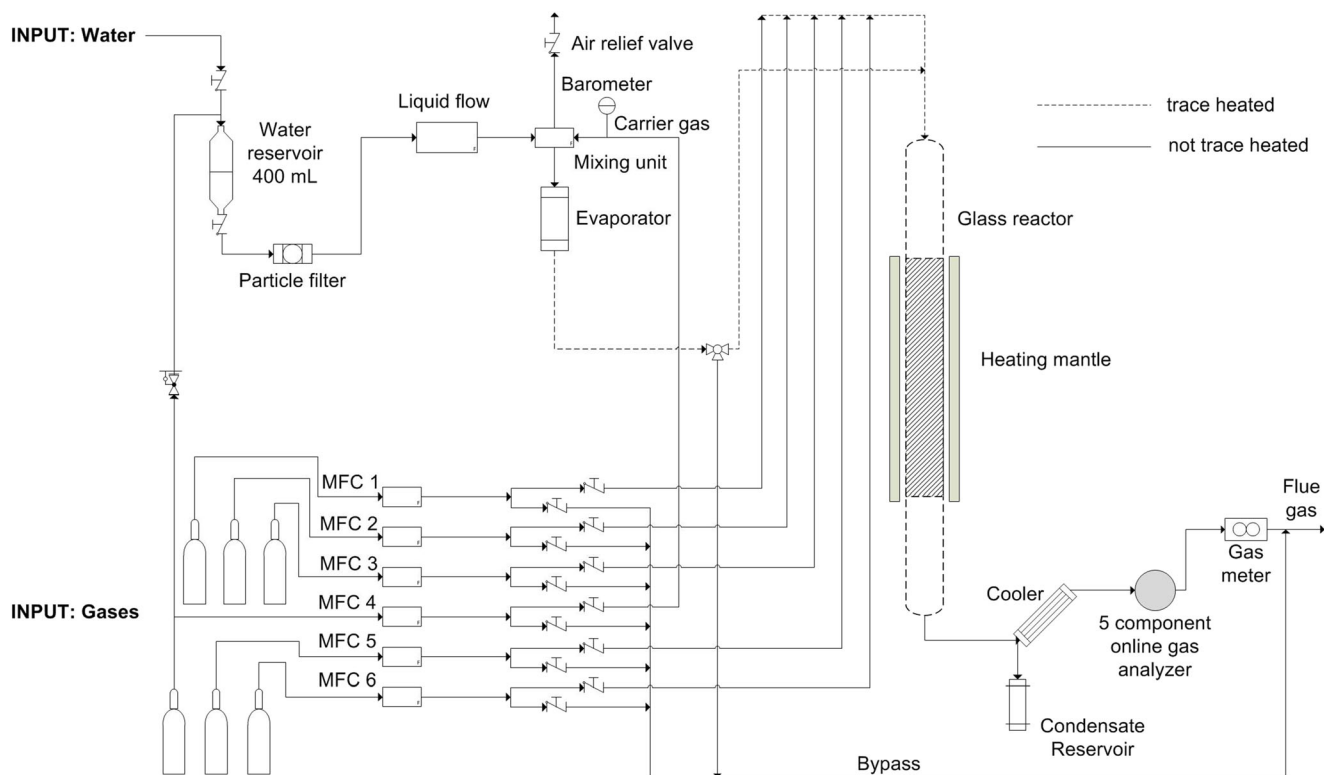 INPUT: Water
Air relief valve
Barometer
Liquid flow
Carrier gas
Water
reservoir
400 mL
Mixing unit
Evaporator
Particle filter
trace heated
not trace heated
Glass reactor
Heating mantle
MFC 1
MFC 2
MFC 3
MFC 4
MFC 5
MFC 6
INPUT: Gases
Flue
gas
Gas
meter
Cooler
5 component
online gas
analyzer
Condensate
Reservoir
Bypass